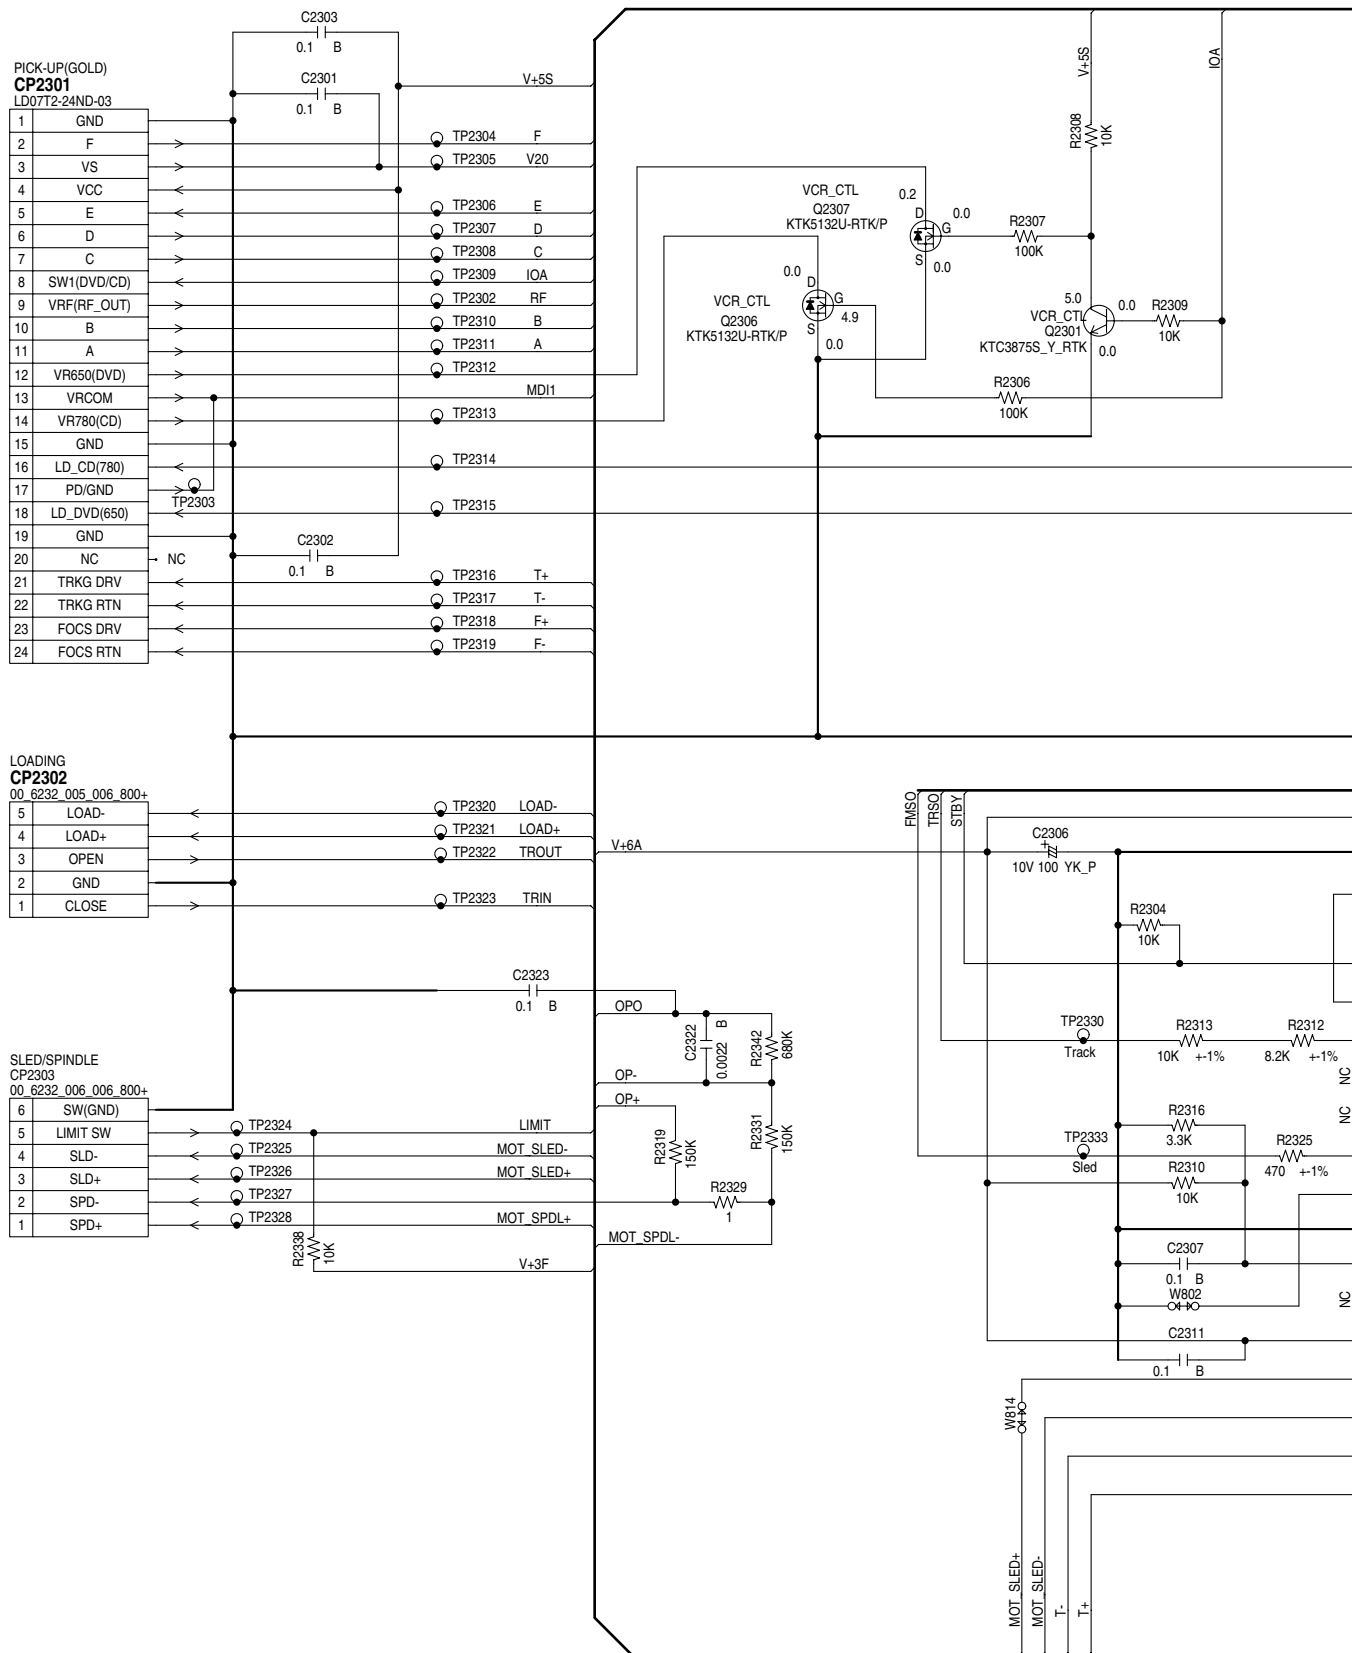 C2303
0.1 B
PICK-UP(GOLD)
CP2301
LD07T2-24ND-03
C2301
0.1 B
V+5S
1 GND
2 F
3 VS
4 VCC
5 E
6 D
7 C
8 SW1(DVD/CD)
9 VRF(RF_OUT)
10 B
11 A
12 VR650(DVD)
13 VRCOM
14 VR780(CD)
15 GND
16 LD_CD(780)
17 PD/GND
18 LD_DVD(650)
19 GND
20 NC
21 TRKG DRV
22 TRKG RTN
23 FOCS DRV
24 FOCS RTN
NC
TP2303
C2302
0.1 B
TP2304 F
TP2305 V20
TP2306 E
TP2307 D
TP2308 C
TP2309 IOA
TP2302 RF
TP2310 B
TP2311 A
TP2312
MDI1
TP2313
TP2314
TP2315
TP2316 T+
TP2317 T-
TP2318 F+
TP2319 F-
V+5S
IOA
R2308
10K
VCR_CTL
Q2307
KTK5132U-RTK/P
0.2
D
0.0
G
S
0.0
R2307
100K
VCR_CTL
Q2306
KTK5132U-RTK/P
0.0
D
G
4.9
S
0.0
5.0
VCR_CTL
Q2301
KTC3875S_Y_RTK
0.0
0.0
R2309
10K
R2306
100K
LOADING
CP2302
00_6232_005_006_800+
5 LOAD-
4 LOAD+
3 OPEN
2 GND
1 CLOSE
TP2320 LOAD-
TP2321 LOAD+
TP2322 TROUT
TP2323 TRIN
V+6A
FMSO
TRSO
STBY
C2306
+
10V 100 YK_P
R2304
10K
C2323
0.1 B
OPO
C2322
0.0022
B
R2342
680K
OP-
OP+
R2319
150K
R2331
150K
R2329
1
MOT_SPDL-
TP2330
Track
R2313
10K +-1%
R2312
8.2K +-1%
NC
NC
R2316
3.3K
TP2333
Sled
R2325
470 +-1%
R2310
10K
C2307
0.1 B
W802
NC
C2311
0.1 B
SLED/SPINDLE
CP2303
00_6232_006_006_800+
6 SW(GND)
5 LIMIT SW
4 SLD-
3 SLD+
2 SPD-
1 SPD+
TP2324 LIMIT
TP2325 MOT_SLED-
TP2326 MOT_SLED+
TP2327
TP2328 MOT_SPDL+
R2338
10K
V+3F
W814
MOT_SLED+
MOT_SLED-
T-
T+